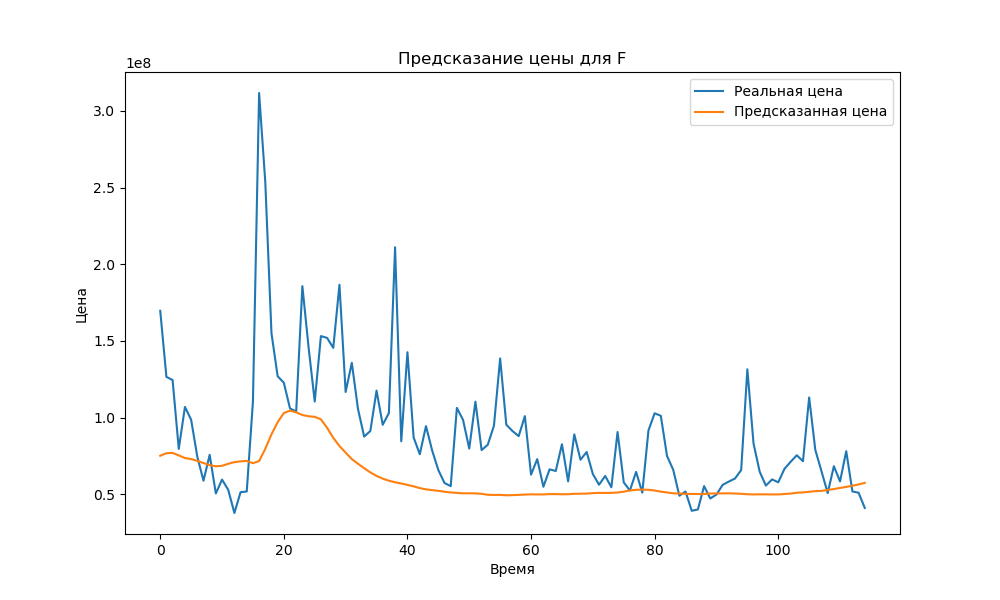 Предсказание цены для F
1e8
Реальная цена
Предсказанная цена
3.0
2.5
2.0
1.5
1.0
0.5
Цена
0 20 40 60 80 100
Время